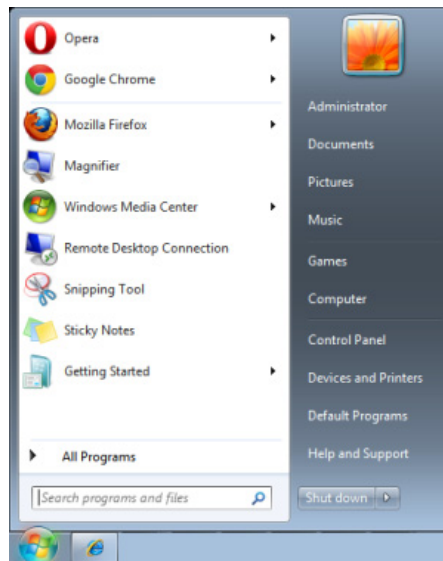 Opera
Google Chrome
Mozilla Firefox
Magnifier
Windows Media Center
Remote Desktop Connection
Snipping Tool
Sticky Notes
Getting Started
All Programs
Search programs and files
Administrator
Documents
Pictures
Music
Games
Computer
Control Panel
Devices and Printers
Default Programs
Help and Support
Shut down